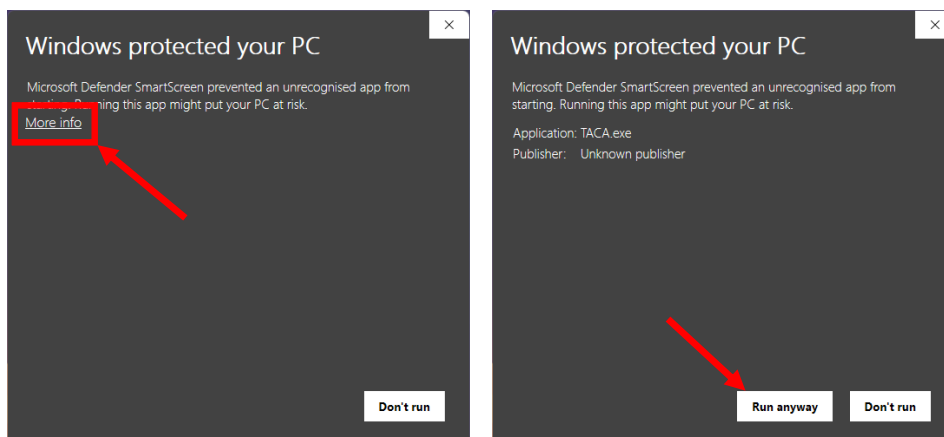 Windows protected your PC
Microsoft Defender SmartScreen prevented an unrecognised app from
starting. Running this app might put your PC at risk.
More info
Don't run
Windows protected your PC
Microsoft Defender SmartScreen prevented an unrecognised app from
starting. Running this app might put your PC at risk.
Application: TACA.exe
Publisher: Unknown publisher
Run anyway Don't run